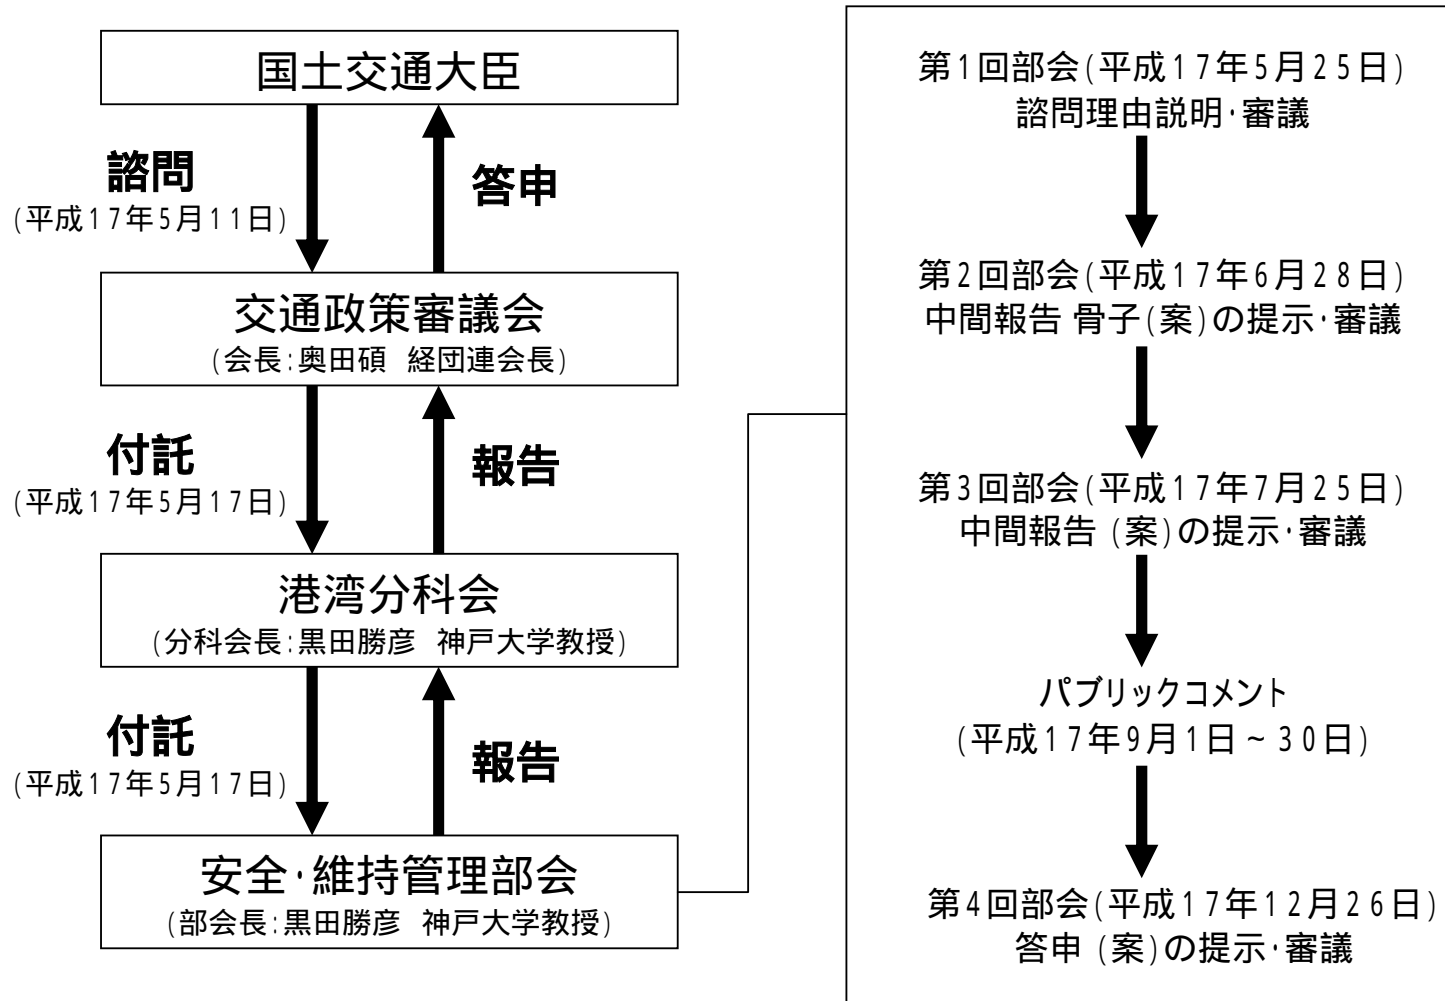 国土交通大臣
諮問
(平成17年5月11日)
答申
交通政策審議会
(会長:奥田碩 経団連会長)
付託
(平成17年5月17日)
報告
港湾分科会
(分科会長:黒田勝彦 神戸大学教授)
付託
(平成17年5月17日)
報告
安全・維持管理部会
(部会長:黒田勝彦 神戸大学教授)
第1回部会(平成17年5月25日)
諮問理由説明・審議
第2回部会(平成17年6月28日)
中間報告 骨子(案)の提示・審議
第3回部会(平成17年7月25日)
中間報告 (案)の提示・審議
パブリックコメント
(平成17年9月1日~30日)
第4回部会(平成17年12月26日)
答申 (案)の提示・審議